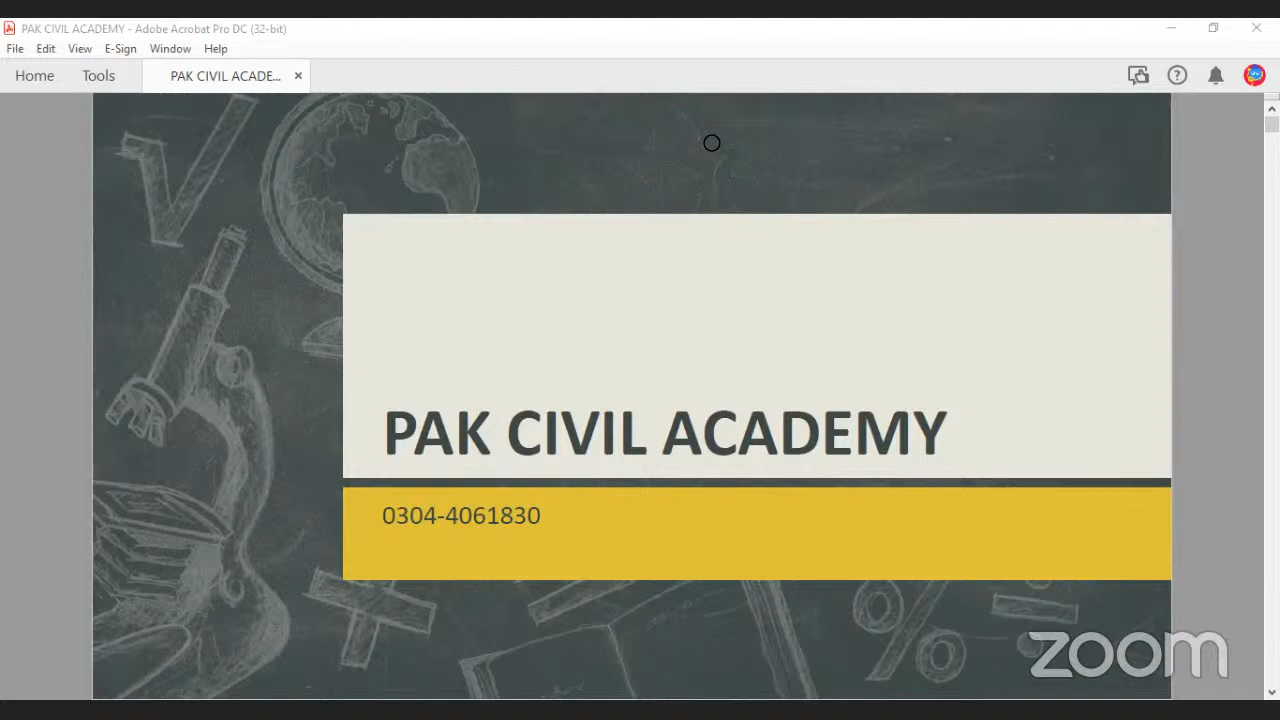 PAK CIVIL ACADEMY - Adobe Acrobat Pro DC (32-bit)
File Edit View E-Sign Window Help
Home Tools PAK CIVIL ACADE... ×
PAK CIVIL ACADEMY
0304-4061830
zoom